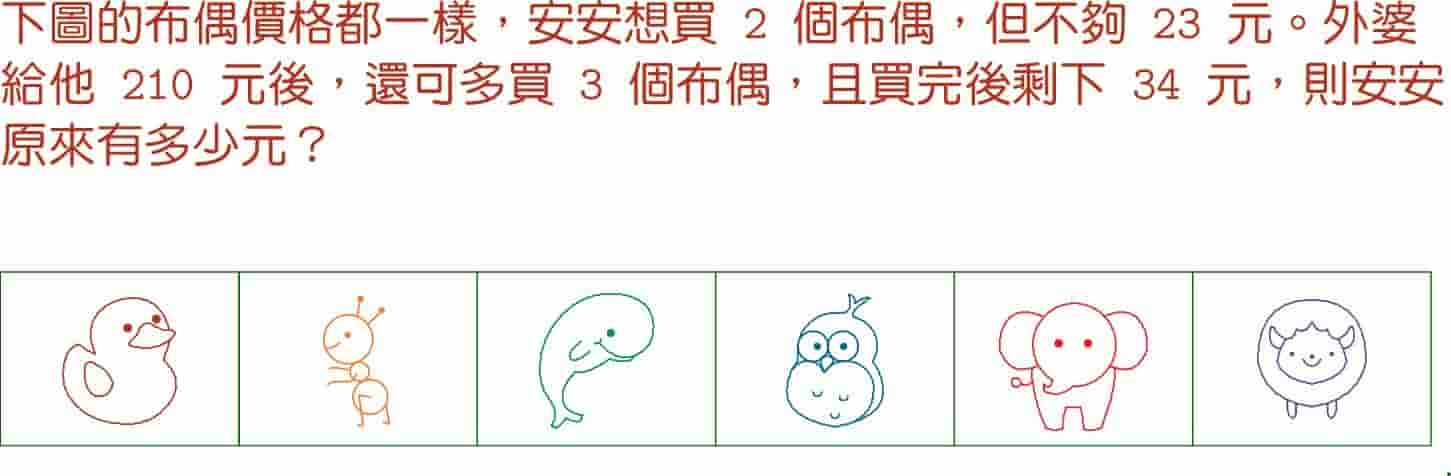 下圖的布偶價格都一樣，安安想買 2 個布偶，但不夠 23 元。外婆
給他 210 元後，還可多買 3 個布偶，且買完後剩下 34 元，則安安
原來有多少元？